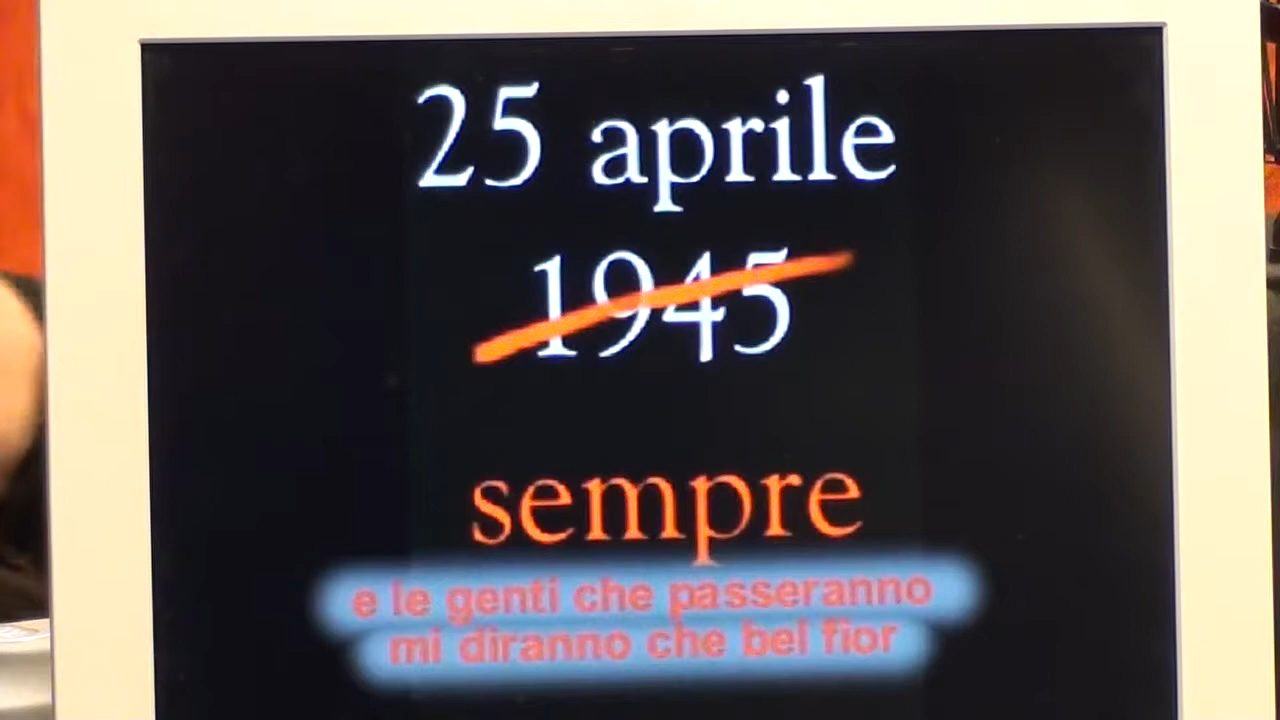 25 aprile
1945
sempre
e le genti che passeranno
mi diranno che bel fior